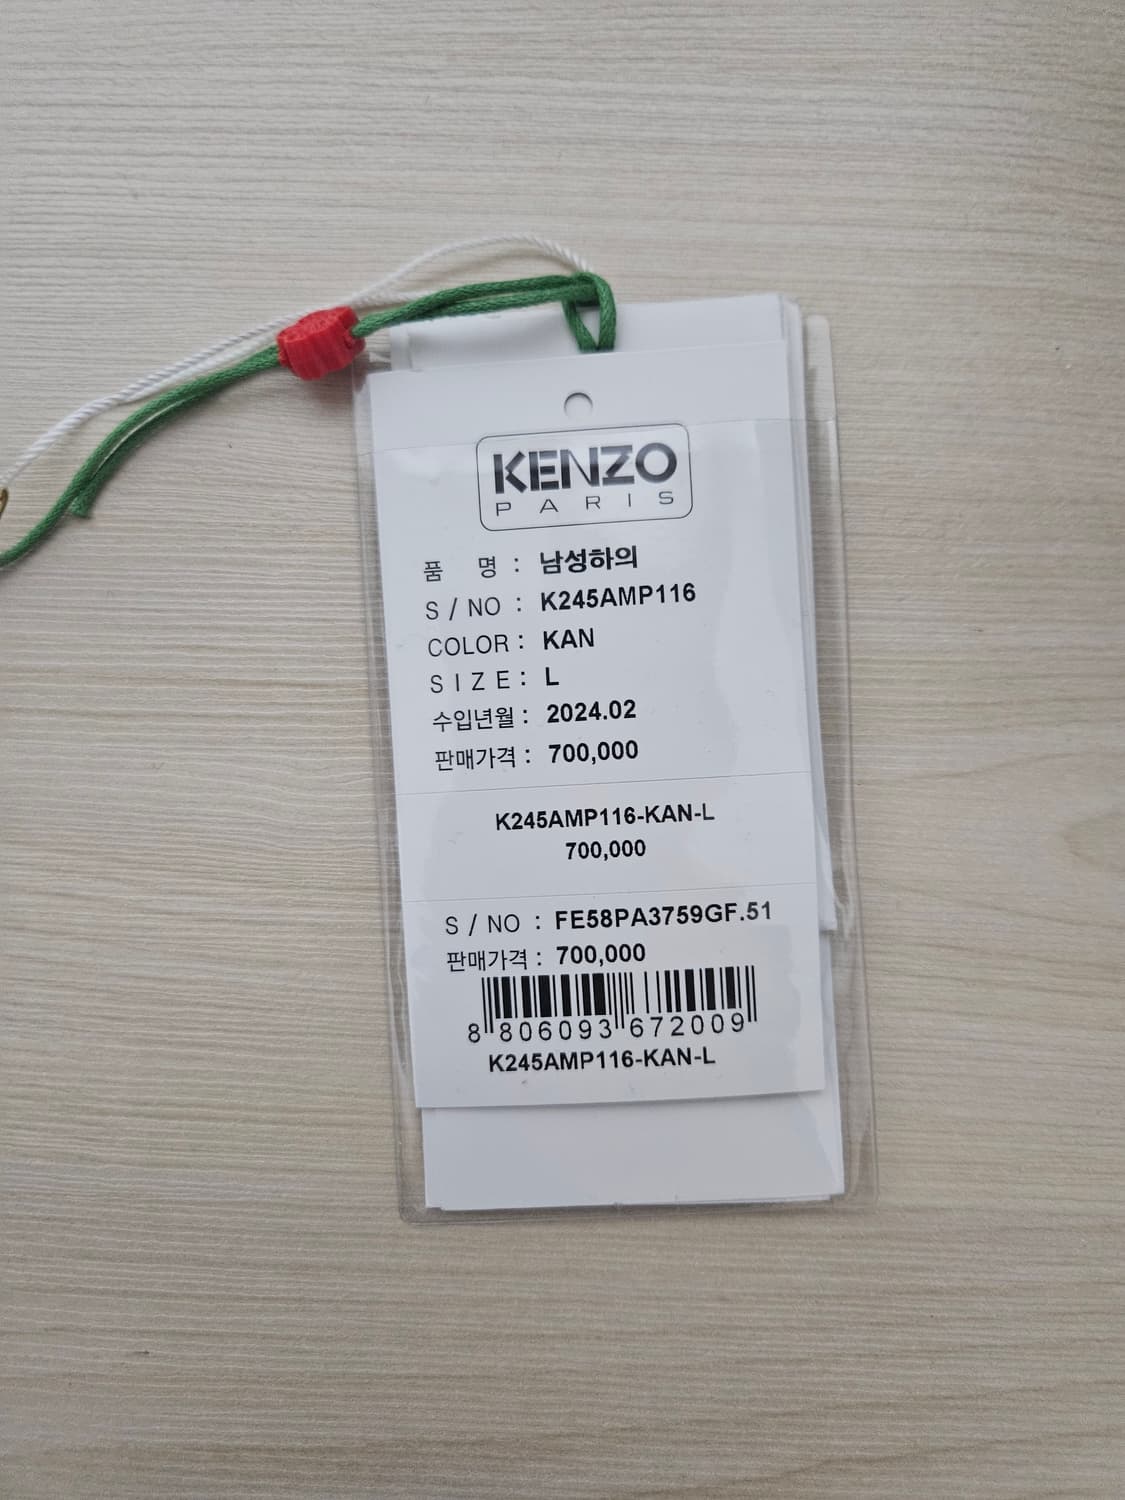 KENZO
PARIS
품 명 : 남성하의
S / NO : K245AMP116
COLOR : KAN
SIZE : L
수입년월 : 2024.02
판매가격 : 700,000
K245AMP116-KAN-L
700,000
S / NO : FE58PA3759GF.51
판매가격 : 700,000
8 806093 672009
K245AMP116-KAN-L